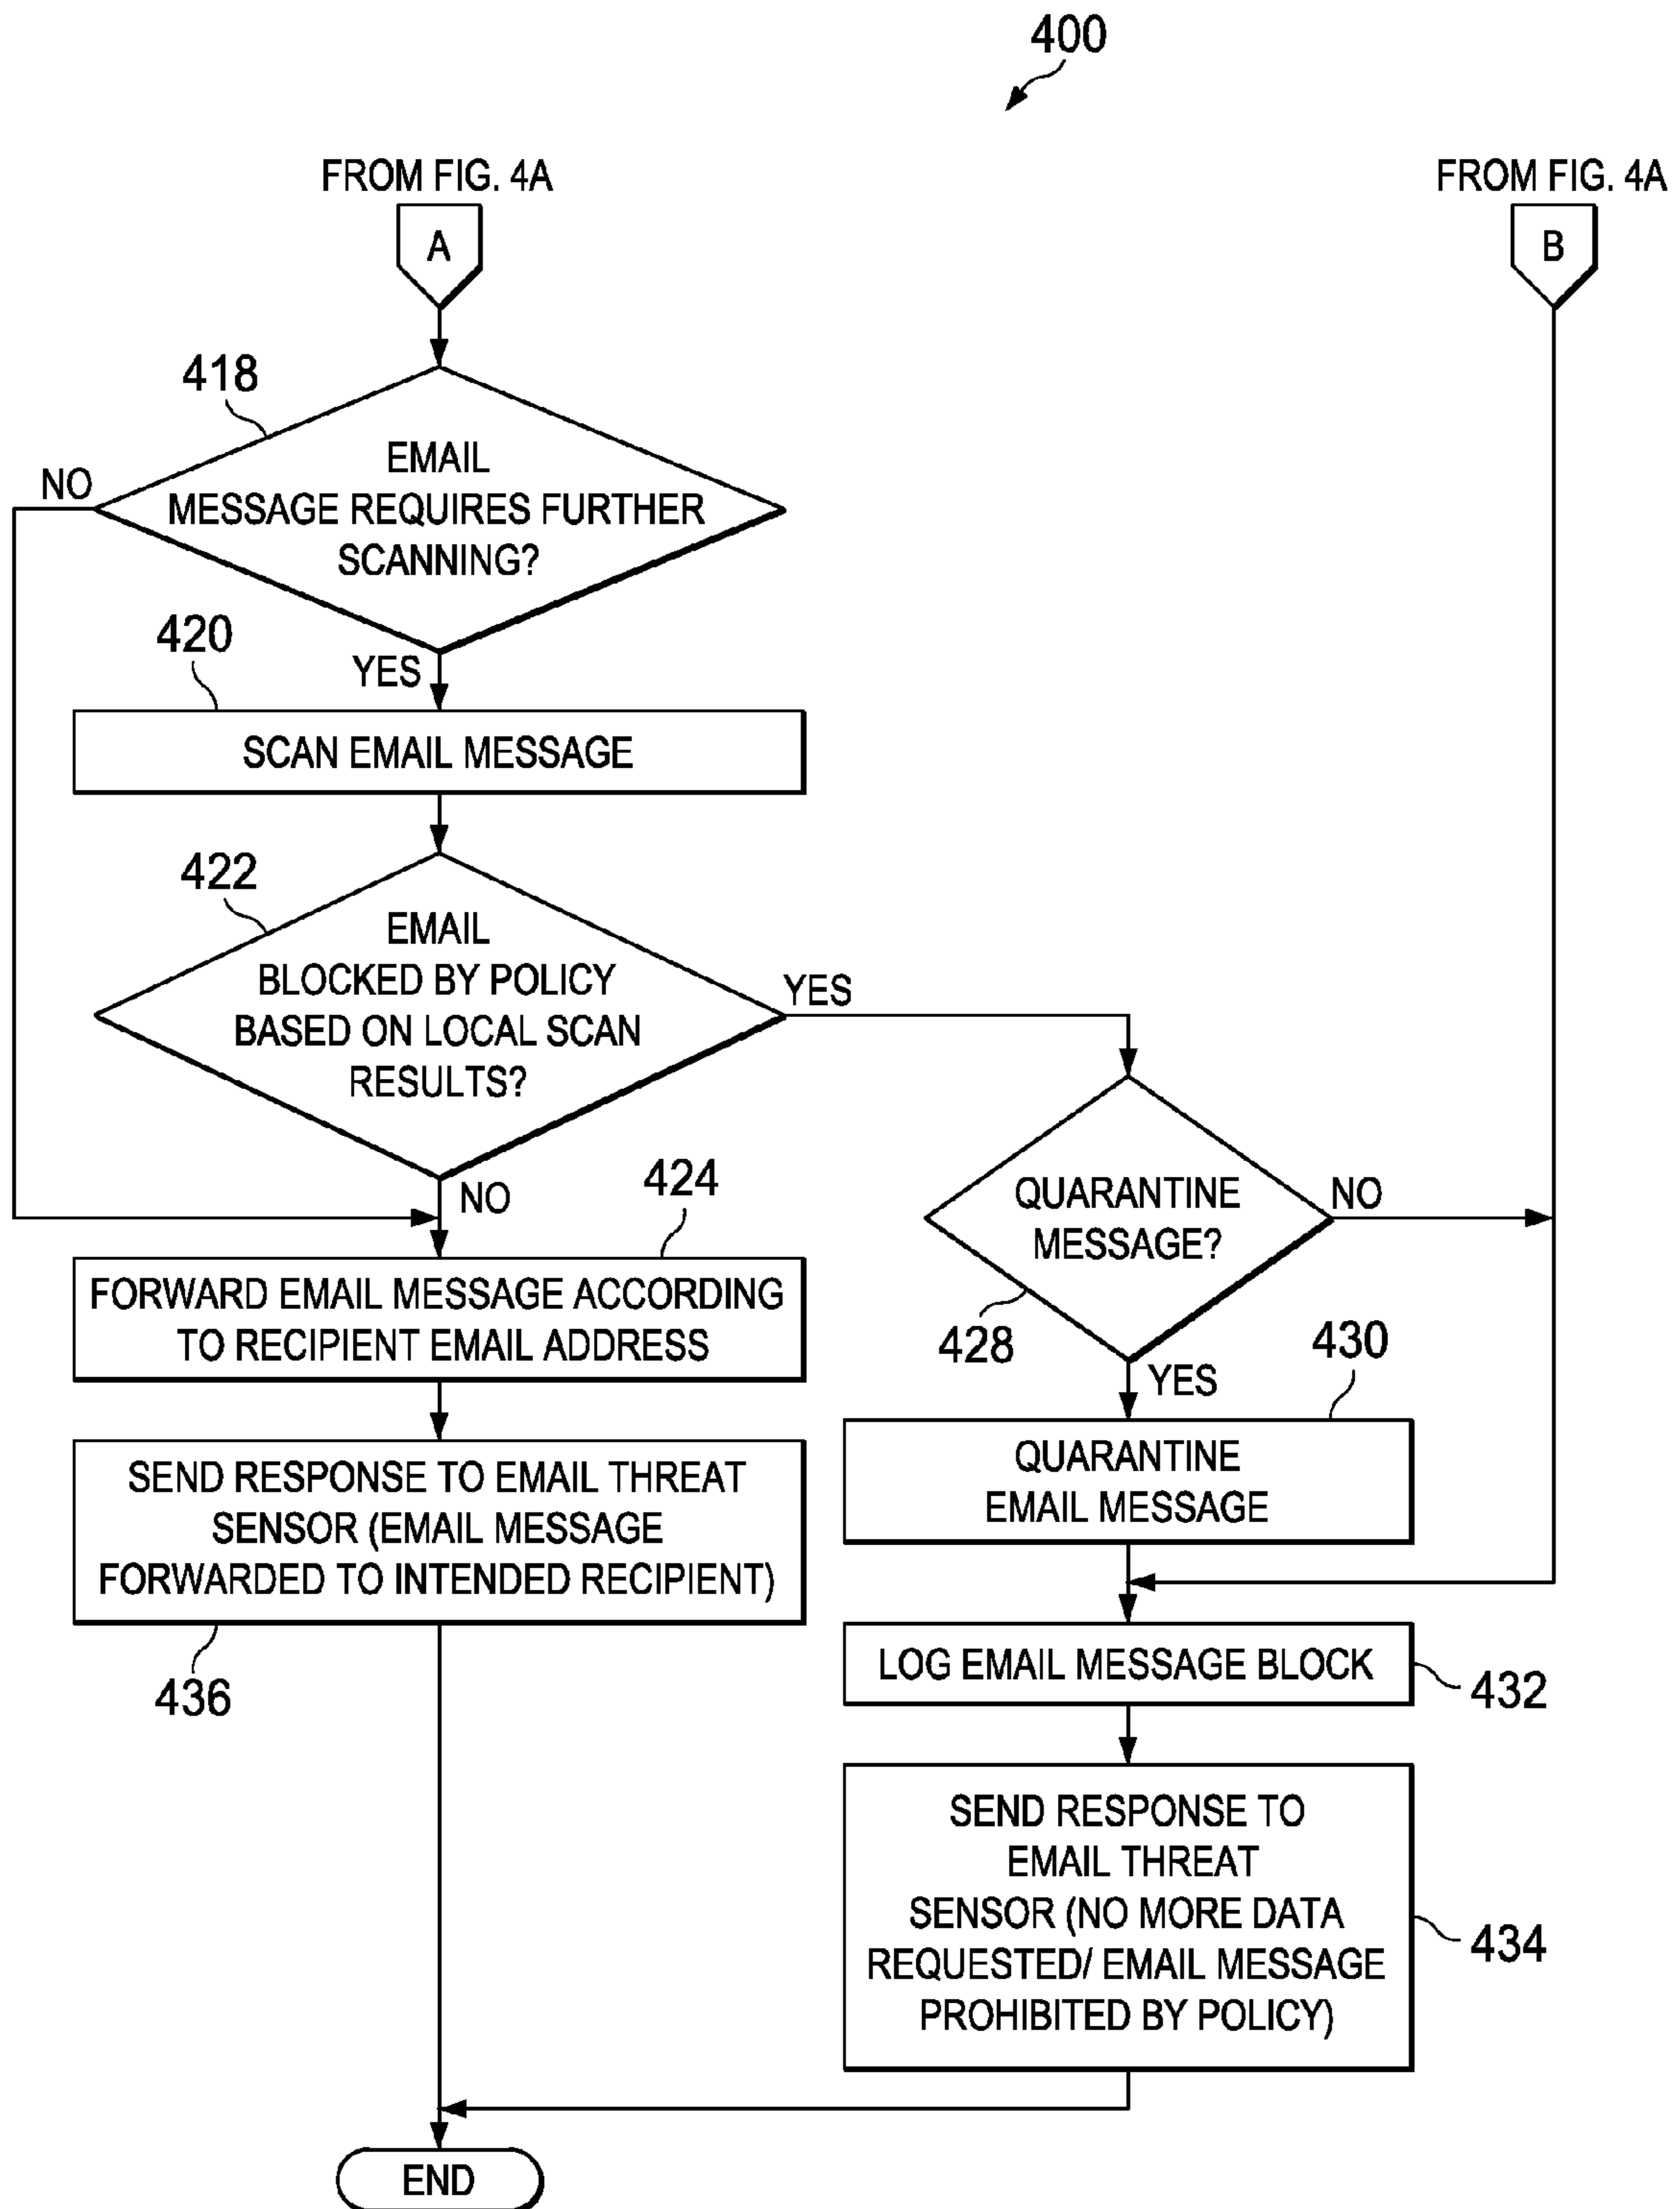 400
FROM FIG. 4A
A
FROM FIG. 4A
B
418
EMAIL
MESSAGE REQUIRES FURTHER
SCANNING?
NO
YES
420
SCAN EMAIL MESSAGE
422
EMAIL
BLOCKED BY POLICY
BASED ON LOCAL SCAN
RESULTS?
YES
NO
424
FORWARD EMAIL MESSAGE ACCORDING
TO RECIPIENT EMAIL ADDRESS
QUARANTINE
MESSAGE?
NO
428
YES
430
QUARANTINE
EMAIL MESSAGE
SEND RESPONSE TO EMAIL THREAT
SENSOR (EMAIL MESSAGE
FORWARDED TO INTENDED RECIPIENT)
436
LOG EMAIL MESSAGE BLOCK
432
SEND RESPONSE TO
EMAIL THREAT
SENSOR (NO MORE DATA
REQUESTED/ EMAIL MESSAGE
PROHIBITED BY POLICY)
434
END